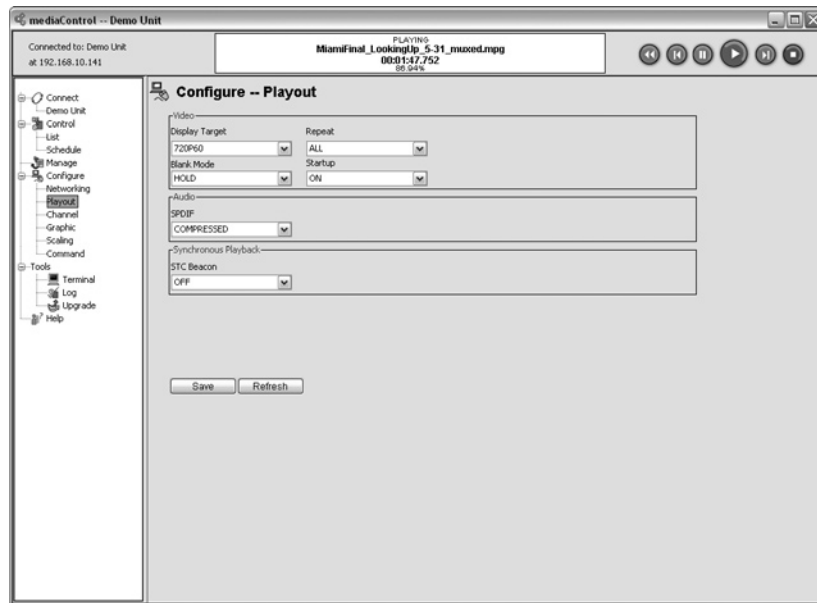 mediaControl -- Demo Unit
Connected to: Demo Unit
at 192.168.10.141
PLAYING
MiamiFinal_LookingUp_5-31_muxed.mpg
00:01:47.752
86.94%
Connect
Demo Unit
Control
List
Schedule
Manage
Configure
Networking
Playout
Channel
Graphic
Scaling
Command
Tools
Terminal
Log
Upgrade
Help
Configure -- Playout
Video
Display Target Repeat
720P60 ALL
Blank Mode Startup
HOLD ON
Audio
SPDIF
COMPRESSED
Synchronous Playback
STC Beacon
OFF
Save Refresh